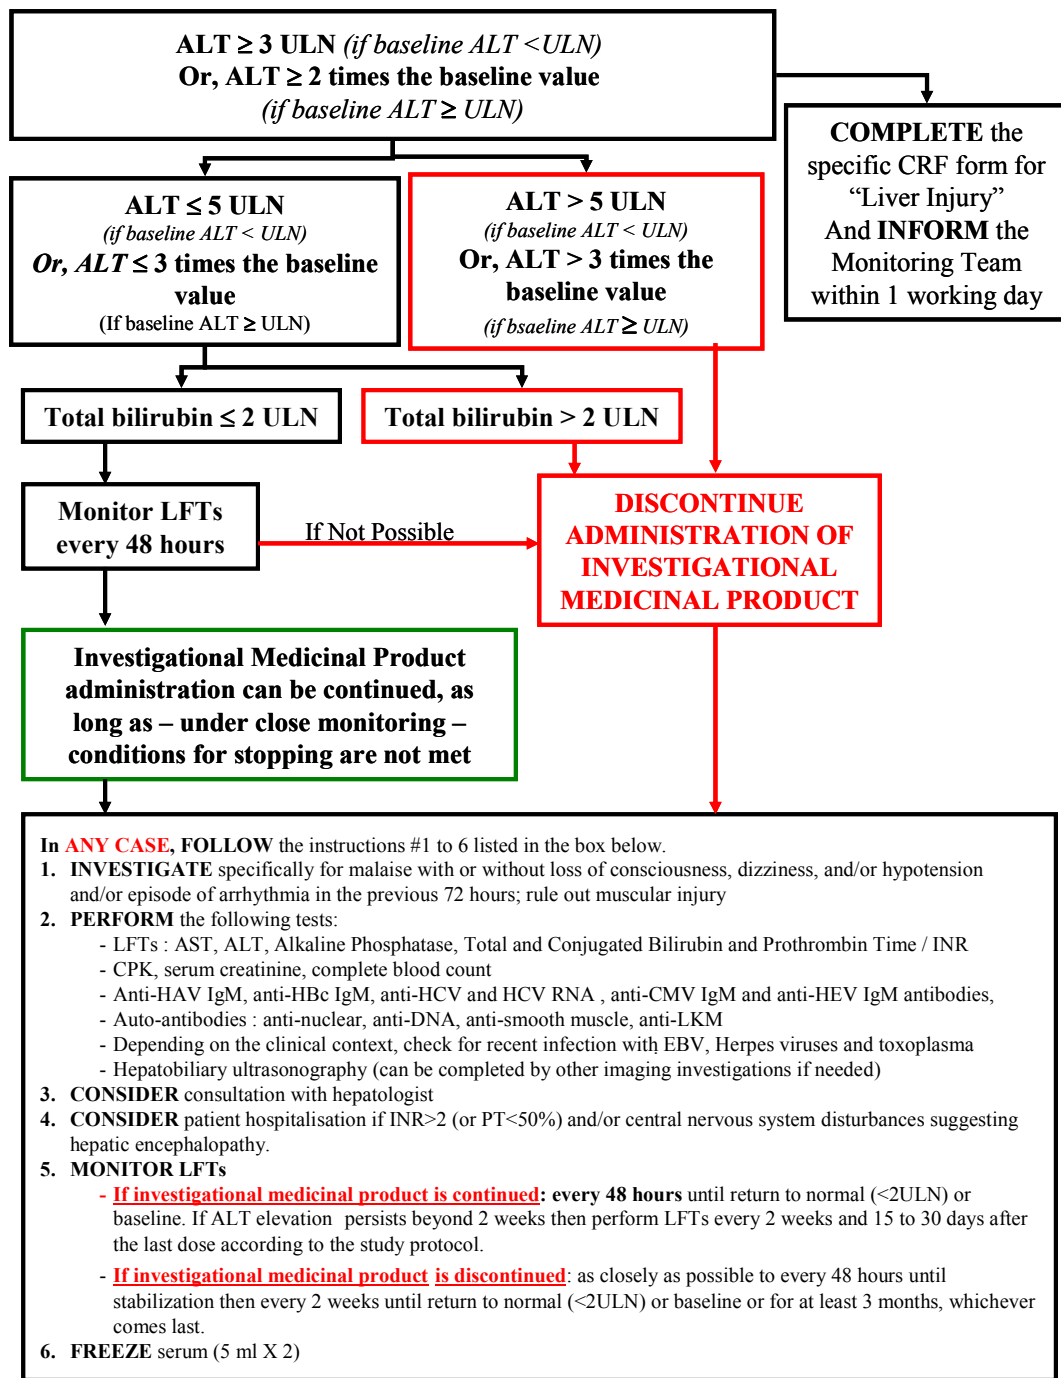 ALT ≥ 3 ULN (if baseline ALT <ULN)
Or, ALT ≥ 2 times the baseline value
(if baseline ALT ≥ ULN)
COMPLETE the
specific CRF form for
“Liver Injury”
And INFORM the
Monitoring Team
within 1 working day
ALT ≤ 5 ULN
(if baseline ALT < ULN)
Or, ALT ≤ 3 times the baseline
value
(If baseline ALT ≥ ULN)
ALT > 5 ULN
(if baseline ALT < ULN)
Or, ALT > 3 times the
baseline value
(if bsaeline ALT ≥ ULN)
Total bilirubin ≤ 2 ULN
Total bilirubin > 2 ULN
Monitor LFTs
every 48 hours
If Not Possible
DISCONTINUE
ADMINISTRATION OF
INVESTIGATIONAL
MEDICINAL PRODUCT
Investigational Medicinal Product
administration can be continued, as
long as – under close monitoring –
conditions for stopping are not met
In ANY CASE, FOLLOW the instructions #1 to 6 listed in the box below.
1. INVESTIGATE specifically for malaise with or without loss of consciousness, dizziness, and/or hypotension
and/or episode of arrhythmia in the previous 72 hours; rule out muscular injury
2. PERFORM the following tests:
- LFTs : AST, ALT, Alkaline Phosphatase, Total and Conjugated Bilirubin and Prothrombin Time / INR
- CPK, serum creatinine, complete blood count
- Anti-HAV IgM, anti-HBc IgM, anti-HCV and HCV RNA , anti-CMV IgM and anti-HEV IgM antibodies,
- Auto-antibodies : anti-nuclear, anti-DNA, anti-smooth muscle, anti-LKM
- Depending on the clinical context, check for recent infection with EBV, Herpes viruses and toxoplasma
- Hepatobiliary ultrasonography (can be completed by other imaging investigations if needed)
3. CONSIDER consultation with hepatologist
4. CONSIDER patient hospitalisation if INR>2 (or PT<50%) and/or central nervous system disturbances suggesting
hepatic encephalopathy.
5. MONITOR LFTs
- If investigational medicinal product is continued: every 48 hours until return to normal (<2ULN) or
baseline. If ALT elevation persists beyond 2 weeks then perform LFTs every 2 weeks and 15 to 30 days after
the last dose according to the study protocol.
- If investigational medicinal product is discontinued: as closely as possible to every 48 hours until
stabilization then every 2 weeks until return to normal (<2ULN) or baseline or for at least 3 months, whichever
comes last.
6. FREEZE serum (5 ml X 2)